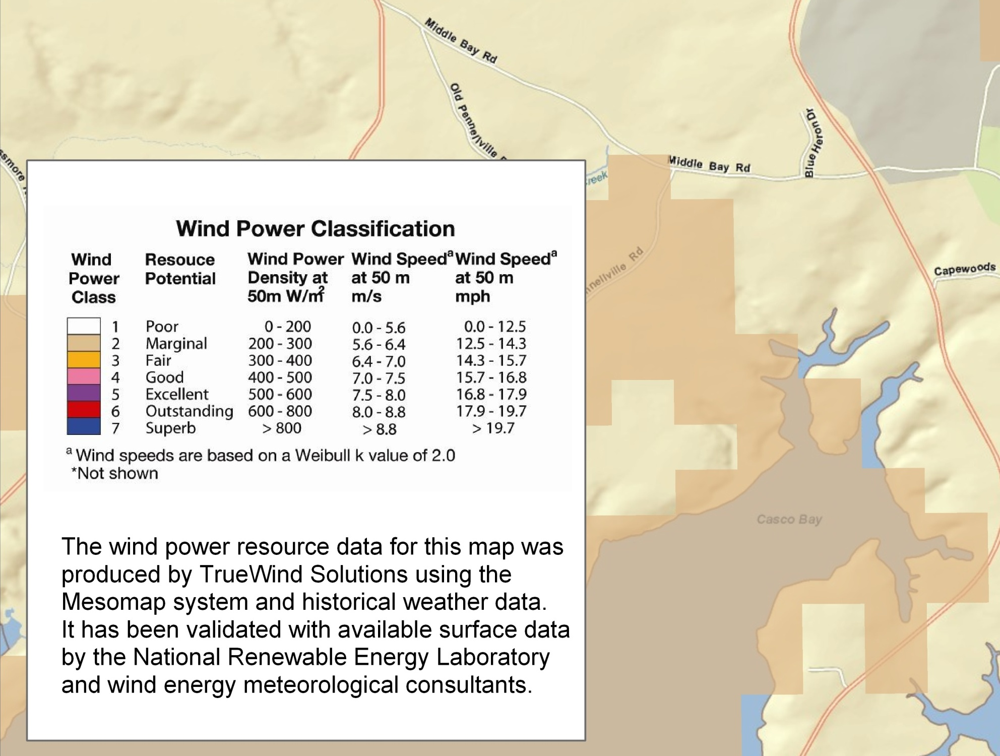 Middle Bay Rd
Old Pennellville
Blue Heron Dr
Middle Bay Rd
Rd
Capewoods
Casco Bay
Wind Power Classification
Wind Power Class Resouce Potential Wind Power Density at 50m W/m² Wind Speedᵃ at 50 m m/s Wind Speedᵃ at 50 m mph
1 Poor 0 - 200 0.0 - 5.6 0.0 - 12.5
2 Marginal 200 - 300 5.6 - 6.4 12.5 - 14.3
3 Fair 300 - 400 6.4 - 7.0 14.3 - 15.7
4 Good 400 - 500 7.0 - 7.5 15.7 - 16.8
5 Excellent 500 - 600 7.5 - 8.0 16.8 - 17.9
6 Outstanding 600 - 800 8.0 - 8.8 17.9 - 19.7
7 Superb > 800 > 8.8 > 19.7
ᵃ Wind speeds are based on a Weibull k value of 2.0
*Not shown
The wind power resource data for this map was
produced by TrueWind Solutions using the
Mesomap system and historical weather data.
It has been validated with available surface data
by the National Renewable Energy Laboratory
and wind energy meteorological consultants.